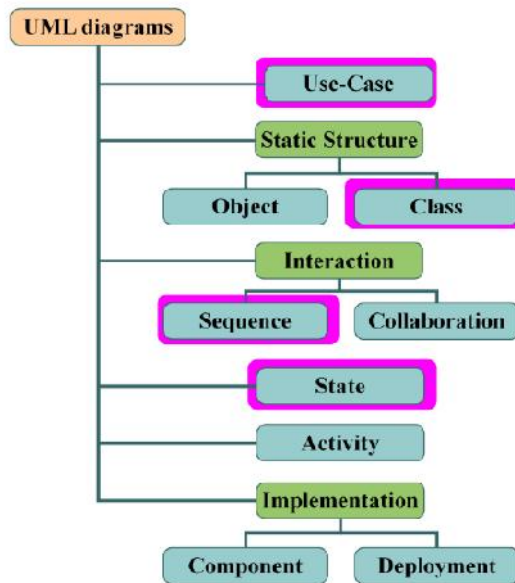 UML diagrams
Use-Case
Static Structure
Object
Class
Interaction
Sequence
Collaboration
State
Activity
Implementation
Component
Deployment